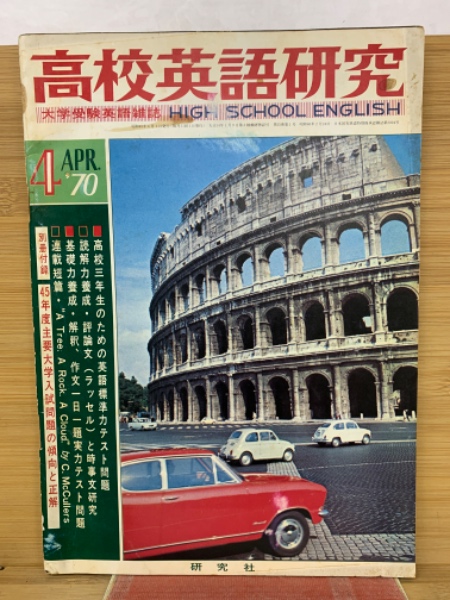 高校英語研究
大学受験英語雑誌 HIGH SCHOOL ENGLISH
4 APR. '70
■高校三年生のための英語標準力テスト問題
□読解力養成・評論文(ラッセル)と時事文研究
■基礎力養成・解釈、作文一日一題実力テスト問題
□連載短篇・"A Tree, A Rock, A Cloud" by C. McCullers
別冊付録 45年度主要大学入試問題の傾向と正解
研究社